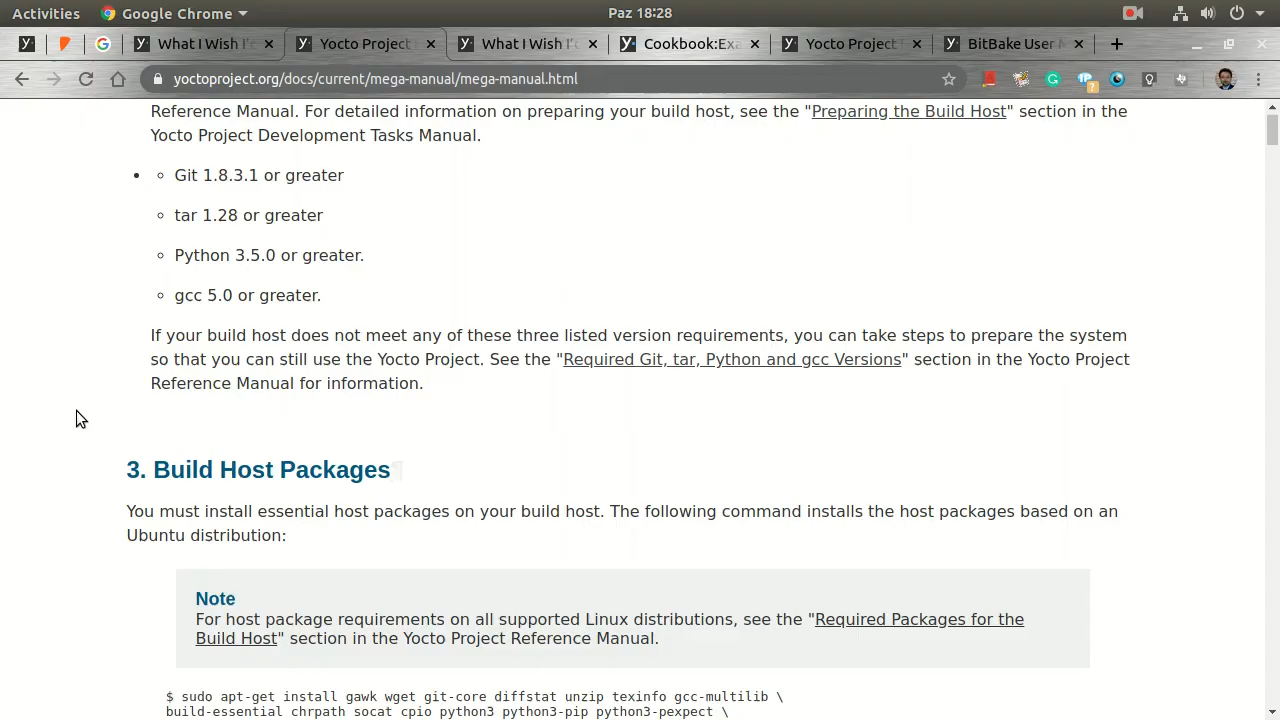 Activities
Google Chrome
Paz 18:28
What I Wish I'
Yocto Project
What I Wish I'
Cookbook:Exa
Yocto Project
BitBake User M
yoctoproject.org/docs/current/mega-manual/mega-manual.html
Reference Manual. For detailed information on preparing your build host, see the "Preparing the Build Host" section in the
Yocto Project Development Tasks Manual.
Git 1.8.3.1 or greater
tar 1.28 or greater
Python 3.5.0 or greater.
gcc 5.0 or greater.
If your build host does not meet any of these three listed version requirements, you can take steps to prepare the system
so that you can still use the Yocto Project. See the "Required Git, tar, Python and gcc Versions" section in the Yocto Project
Reference Manual for information.
3. Build Host Packages¶
You must install essential host packages on your build host. The following command installs the host packages based on an
Ubuntu distribution:
Note
For host package requirements on all supported Linux distributions, see the "Required Packages for the
Build Host" section in the Yocto Project Reference Manual.
$ sudo apt-get install gawk wget git-core diffstat unzip texinfo gcc-multilib \
build-essential chrpath socat cpio python3 python3-pip python3-pexpect \